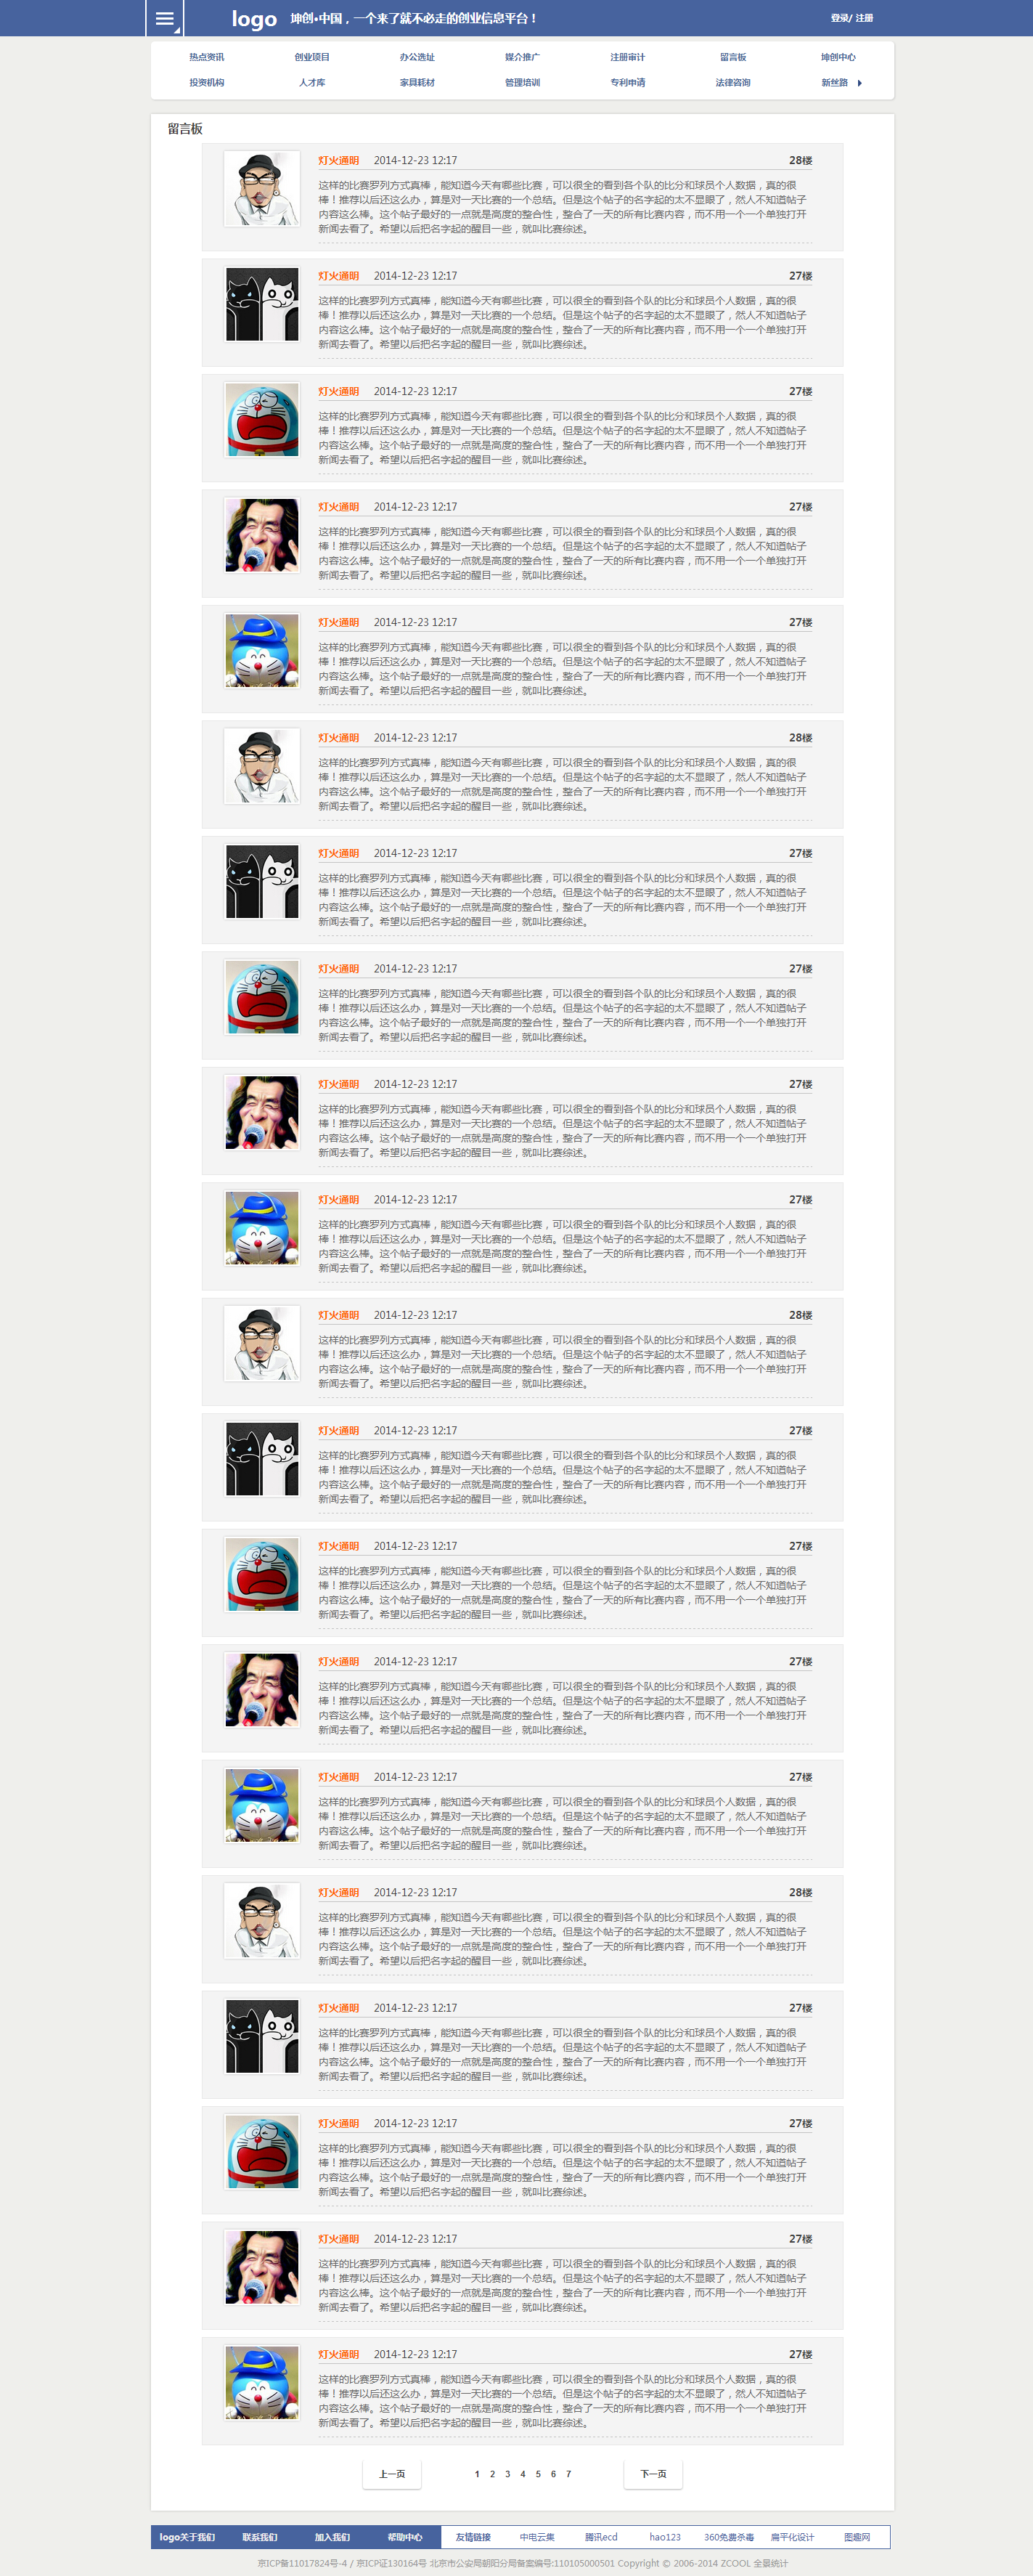 logo 坤创•中国，一个来了就不必走的创业信息平台！ 登录/ 注册
热点资讯 创业项目 办公选址 媒介推广 注册审计 留言板 坤创中心
投资机构 人才库 家具耗材 管理培训 专利申请 法律咨询 新丝路
留言板
灯火通明 2014-12-23 12:17 28楼
这样的比赛罗列方式真棒，能知道今天有哪些比赛，可以很全的看到各个队的比分和球员个人数据，真的很
棒！推荐以后还这么办，算是对一天比赛的一个总结。但是这个帖子的名字起的太不显眼了，然人不知道帖子
内容这么棒。这个帖子最好的一点就是高度的整合性，整合了一天的所有比赛内容，而不用一个一个单独打开
新闻去看了。希望以后把名字起的醒目一些，就叫比赛综述。
灯火通明 2014-12-23 12:17 27楼
这样的比赛罗列方式真棒，能知道今天有哪些比赛，可以很全的看到各个队的比分和球员个人数据，真的很
棒！推荐以后还这么办，算是对一天比赛的一个总结。但是这个帖子的名字起的太不显眼了，然人不知道帖子
内容这么棒。这个帖子最好的一点就是高度的整合性，整合了一天的所有比赛内容，而不用一个一个单独打开
新闻去看了。希望以后把名字起的醒目一些，就叫比赛综述。
灯火通明 2014-12-23 12:17 27楼
这样的比赛罗列方式真棒，能知道今天有哪些比赛，可以很全的看到各个队的比分和球员个人数据，真的很
棒！推荐以后还这么办，算是对一天比赛的一个总结。但是这个帖子的名字起的太不显眼了，然人不知道帖子
内容这么棒。这个帖子最好的一点就是高度的整合性，整合了一天的所有比赛内容，而不用一个一个单独打开
新闻去看了。希望以后把名字起的醒目一些，就叫比赛综述。
灯火通明 2014-12-23 12:17 27楼
这样的比赛罗列方式真棒，能知道今天有哪些比赛，可以很全的看到各个队的比分和球员个人数据，真的很
棒！推荐以后还这么办，算是对一天比赛的一个总结。但是这个帖子的名字起的太不显眼了，然人不知道帖子
内容这么棒。这个帖子最好的一点就是高度的整合性，整合了一天的所有比赛内容，而不用一个一个单独打开
新闻去看了。希望以后把名字起的醒目一些，就叫比赛综述。
灯火通明 2014-12-23 12:17 27楼
这样的比赛罗列方式真棒，能知道今天有哪些比赛，可以很全的看到各个队的比分和球员个人数据，真的很
棒！推荐以后还这么办，算是对一天比赛的一个总结。但是这个帖子的名字起的太不显眼了，然人不知道帖子
内容这么棒。这个帖子最好的一点就是高度的整合性，整合了一天的所有比赛内容，而不用一个一个单独打开
新闻去看了。希望以后把名字起的醒目一些，就叫比赛综述。
灯火通明 2014-12-23 12:17 28楼
这样的比赛罗列方式真棒，能知道今天有哪些比赛，可以很全的看到各个队的比分和球员个人数据，真的很
棒！推荐以后还这么办，算是对一天比赛的一个总结。但是这个帖子的名字起的太不显眼了，然人不知道帖子
内容这么棒。这个帖子最好的一点就是高度的整合性，整合了一天的所有比赛内容，而不用一个一个单独打开
新闻去看了。希望以后把名字起的醒目一些，就叫比赛综述。
灯火通明 2014-12-23 12:17 27楼
这样的比赛罗列方式真棒，能知道今天有哪些比赛，可以很全的看到各个队的比分和球员个人数据，真的很
棒！推荐以后还这么办，算是对一天比赛的一个总结。但是这个帖子的名字起的太不显眼了，然人不知道帖子
内容这么棒。这个帖子最好的一点就是高度的整合性，整合了一天的所有比赛内容，而不用一个一个单独打开
新闻去看了。希望以后把名字起的醒目一些，就叫比赛综述。
灯火通明 2014-12-23 12:17 27楼
这样的比赛罗列方式真棒，能知道今天有哪些比赛，可以很全的看到各个队的比分和球员个人数据，真的很
棒！推荐以后还这么办，算是对一天比赛的一个总结。但是这个帖子的名字起的太不显眼了，然人不知道帖子
内容这么棒。这个帖子最好的一点就是高度的整合性，整合了一天的所有比赛内容，而不用一个一个单独打开
新闻去看了。希望以后把名字起的醒目一些，就叫比赛综述。
灯火通明 2014-12-23 12:17 27楼
这样的比赛罗列方式真棒，能知道今天有哪些比赛，可以很全的看到各个队的比分和球员个人数据，真的很
棒！推荐以后还这么办，算是对一天比赛的一个总结。但是这个帖子的名字起的太不显眼了，然人不知道帖子
内容这么棒。这个帖子最好的一点就是高度的整合性，整合了一天的所有比赛内容，而不用一个一个单独打开
新闻去看了。希望以后把名字起的醒目一些，就叫比赛综述。
灯火通明 2014-12-23 12:17 27楼
这样的比赛罗列方式真棒，能知道今天有哪些比赛，可以很全的看到各个队的比分和球员个人数据，真的很
棒！推荐以后还这么办，算是对一天比赛的一个总结。但是这个帖子的名字起的太不显眼了，然人不知道帖子
内容这么棒。这个帖子最好的一点就是高度的整合性，整合了一天的所有比赛内容，而不用一个一个单独打开
新闻去看了。希望以后把名字起的醒目一些，就叫比赛综述。
灯火通明 2014-12-23 12:17 28楼
这样的比赛罗列方式真棒，能知道今天有哪些比赛，可以很全的看到各个队的比分和球员个人数据，真的很
棒！推荐以后还这么办，算是对一天比赛的一个总结。但是这个帖子的名字起的太不显眼了，然人不知道帖子
内容这么棒。这个帖子最好的一点就是高度的整合性，整合了一天的所有比赛内容，而不用一个一个单独打开
新闻去看了。希望以后把名字起的醒目一些，就叫比赛综述。
灯火通明 2014-12-23 12:17 27楼
这样的比赛罗列方式真棒，能知道今天有哪些比赛，可以很全的看到各个队的比分和球员个人数据，真的很
棒！推荐以后还这么办，算是对一天比赛的一个总结。但是这个帖子的名字起的太不显眼了，然人不知道帖子
内容这么棒。这个帖子最好的一点就是高度的整合性，整合了一天的所有比赛内容，而不用一个一个单独打开
新闻去看了。希望以后把名字起的醒目一些，就叫比赛综述。
灯火通明 2014-12-23 12:17 27楼
这样的比赛罗列方式真棒，能知道今天有哪些比赛，可以很全的看到各个队的比分和球员个人数据，真的很
棒！推荐以后还这么办，算是对一天比赛的一个总结。但是这个帖子的名字起的太不显眼了，然人不知道帖子
内容这么棒。这个帖子最好的一点就是高度的整合性，整合了一天的所有比赛内容，而不用一个一个单独打开
新闻去看了。希望以后把名字起的醒目一些，就叫比赛综述。
灯火通明 2014-12-23 12:17 27楼
这样的比赛罗列方式真棒，能知道今天有哪些比赛，可以很全的看到各个队的比分和球员个人数据，真的很
棒！推荐以后还这么办，算是对一天比赛的一个总结。但是这个帖子的名字起的太不显眼了，然人不知道帖子
内容这么棒。这个帖子最好的一点就是高度的整合性，整合了一天的所有比赛内容，而不用一个一个单独打开
新闻去看了。希望以后把名字起的醒目一些，就叫比赛综述。
灯火通明 2014-12-23 12:17 27楼
这样的比赛罗列方式真棒，能知道今天有哪些比赛，可以很全的看到各个队的比分和球员个人数据，真的很
棒！推荐以后还这么办，算是对一天比赛的一个总结。但是这个帖子的名字起的太不显眼了，然人不知道帖子
内容这么棒。这个帖子最好的一点就是高度的整合性，整合了一天的所有比赛内容，而不用一个一个单独打开
新闻去看了。希望以后把名字起的醒目一些，就叫比赛综述。
灯火通明 2014-12-23 12:17 28楼
这样的比赛罗列方式真棒，能知道今天有哪些比赛，可以很全的看到各个队的比分和球员个人数据，真的很
棒！推荐以后还这么办，算是对一天比赛的一个总结。但是这个帖子的名字起的太不显眼了，然人不知道帖子
内容这么棒。这个帖子最好的一点就是高度的整合性，整合了一天的所有比赛内容，而不用一个一个单独打开
新闻去看了。希望以后把名字起的醒目一些，就叫比赛综述。
灯火通明 2014-12-23 12:17 27楼
这样的比赛罗列方式真棒，能知道今天有哪些比赛，可以很全的看到各个队的比分和球员个人数据，真的很
棒！推荐以后还这么办，算是对一天比赛的一个总结。但是这个帖子的名字起的太不显眼了，然人不知道帖子
内容这么棒。这个帖子最好的一点就是高度的整合性，整合了一天的所有比赛内容，而不用一个一个单独打开
新闻去看了。希望以后把名字起的醒目一些，就叫比赛综述。
灯火通明 2014-12-23 12:17 27楼
这样的比赛罗列方式真棒，能知道今天有哪些比赛，可以很全的看到各个队的比分和球员个人数据，真的很
棒！推荐以后还这么办，算是对一天比赛的一个总结。但是这个帖子的名字起的太不显眼了，然人不知道帖子
内容这么棒。这个帖子最好的一点就是高度的整合性，整合了一天的所有比赛内容，而不用一个一个单独打开
新闻去看了。希望以后把名字起的醒目一些，就叫比赛综述。
灯火通明 2014-12-23 12:17 27楼
这样的比赛罗列方式真棒，能知道今天有哪些比赛，可以很全的看到各个队的比分和球员个人数据，真的很
棒！推荐以后还这么办，算是对一天比赛的一个总结。但是这个帖子的名字起的太不显眼了，然人不知道帖子
内容这么棒。这个帖子最好的一点就是高度的整合性，整合了一天的所有比赛内容，而不用一个一个单独打开
新闻去看了。希望以后把名字起的醒目一些，就叫比赛综述。
灯火通明 2014-12-23 12:17 27楼
这样的比赛罗列方式真棒，能知道今天有哪些比赛，可以很全的看到各个队的比分和球员个人数据，真的很
棒！推荐以后还这么办，算是对一天比赛的一个总结。但是这个帖子的名字起的太不显眼了，然人不知道帖子
内容这么棒。这个帖子最好的一点就是高度的整合性，整合了一天的所有比赛内容，而不用一个一个单独打开
新闻去看了。希望以后把名字起的醒目一些，就叫比赛综述。
上一页 1 2 3 4 5 6 7 下一页
logo关于我们 联系我们 加入我们 帮助中心 友情链接 中电云集 腾讯ecd hao123 360免费杀毒 扁平化设计 图趣网
京ICP备11017824号-4 / 京ICP证130164号 北京市公安局朝阳分局备案编号:110105000501 Copyright © 2006-2014 ZCOOL 全景统计